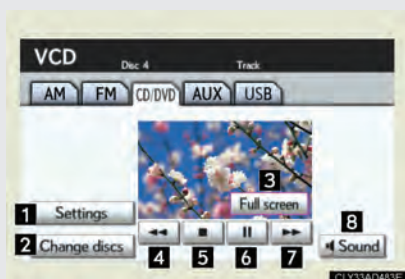 VCD
Disc 4 Track
AM FM CD/DVD AUX USB
3
Full screen
1 Settings
8
2 Change discs
Sound
4 5 6 7
CLY33AD483E